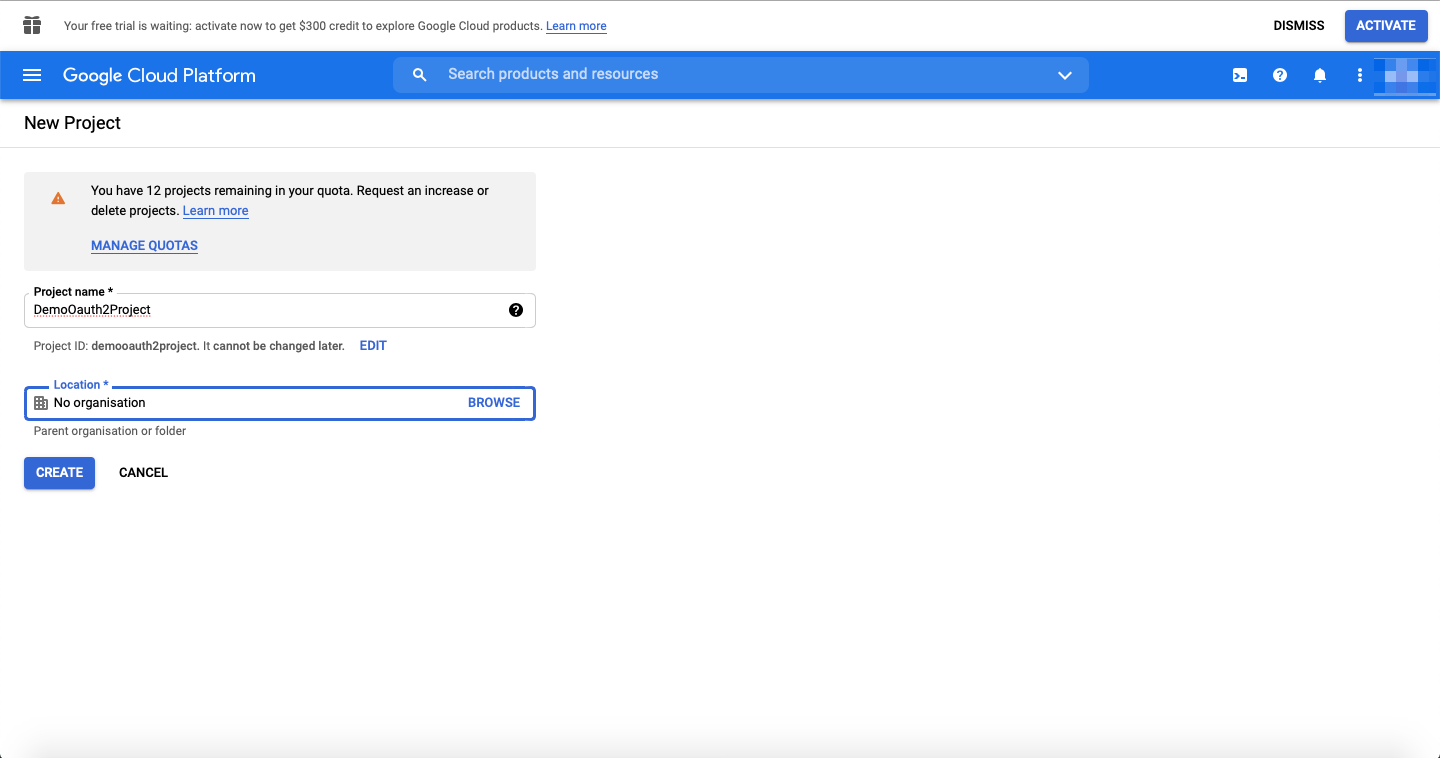 Your free trial is waiting: activate now to get $300 credit to explore Google Cloud products. Learn more
DISMISS
ACTIVATE
Google Cloud Platform
Search products and resources
New Project
You have 12 projects remaining in your quota. Request an increase or
delete projects. Learn more
MANAGE QUOTAS
Project name *
DemoOauth2Project
Project ID: demooauth2project. It cannot be changed later. EDIT
Location *
No organisation
BROWSE
Parent organisation or folder
CREATE
CANCEL